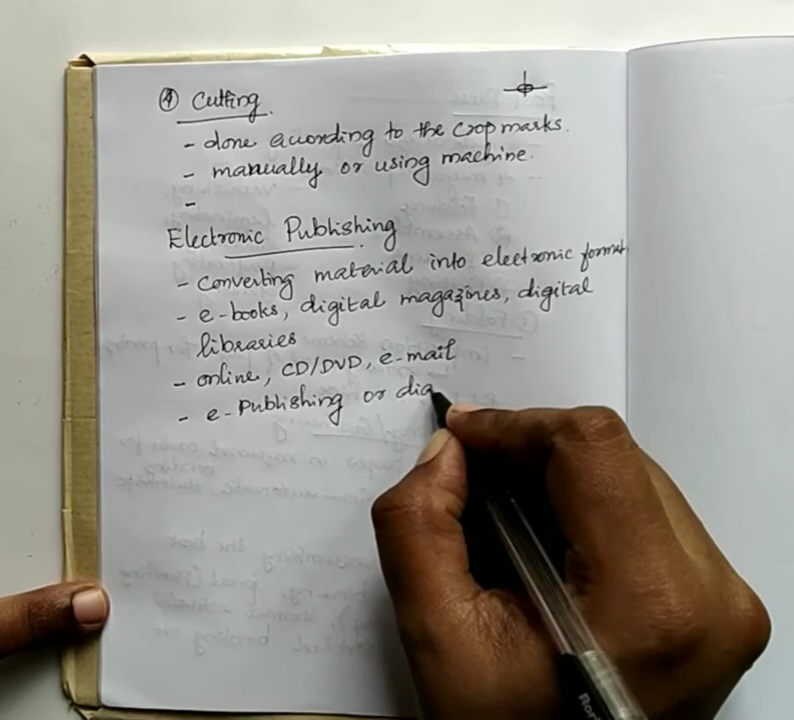 ④ Cutting.
- done acuording to the crop marks.
- manually or using machine.
-
Electronic Publishing
- converting material into electronic format
- e-books, digital magazines, digital
libraries
- online, CD/DVD, e-mail
- e-Publishing or dig